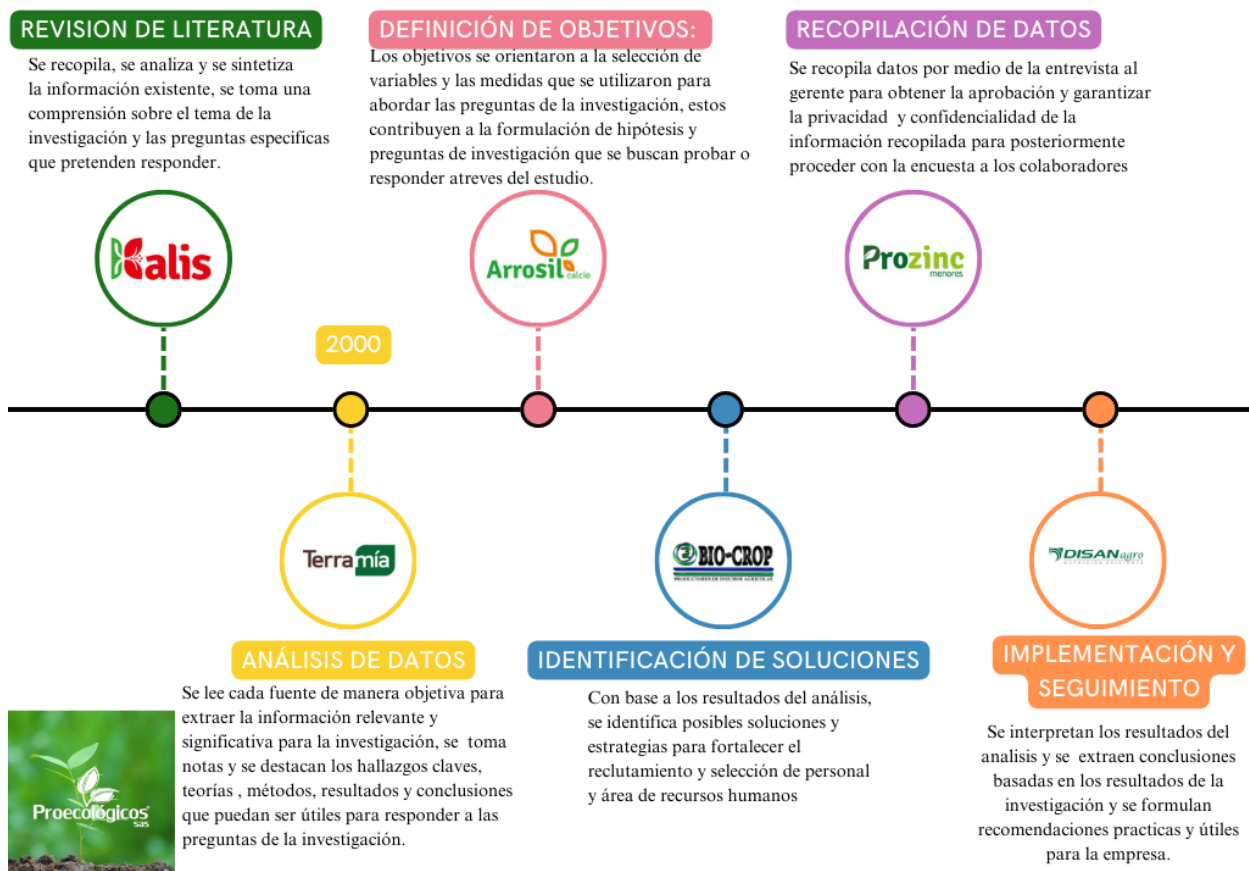 REVISION DE LITERATURA
Se recopila, se analiza y se sintetiza
la información existente, se toma una
comprensión sobre el tema de la
investigación y las preguntas especificas
que pretenden responder.
DEFINICIÓN DE OBJETIVOS:
Los objetivos se orientaron a la selección de
variables y las medidas que se utilizaron para
abordar las preguntas de la investigación, estos
contribuyen a la formulación de hipótesis y
preguntas de investigación que se buscan probar o
responder atreves del estudio.
RECOPILACIÓN DE DATOS
Se recopila datos por medio de la entrevista al
gerente para obtener la aprobación y garantizar
la privacidad y confidencialidad de la
información recopilada para posteriormente
proceder con la encuesta a los colaboradores
Kalis
Arrosil
calcio
Prozinc
menores
2000
Terramía
BIO-CROP
PRODUCTORES DE INSUMOS AGRÍCOLAS
DISAN agro
NUTRICIÓN EFICIENTE
ANÁLISIS DE DATOS
Se lee cada fuente de manera objetiva para
extraer la información relevante y
significativa para la investigación, se toma
notas y se destacan los hallazgos claves,
teorías , métodos, resultados y conclusiones
que puedan ser útiles para responder a las
preguntas de la investigación.
IDENTIFICACIÓN DE SOLUCIONES
Con base a los resultados del análisis,
se identifica posibles soluciones y
estrategias para fortalecer el
reclutamiento y selección de personal
y área de recursos humanos
IMPLEMENTACIÓN Y
SEGUIMIENTO
Se interpretan los resultados del
analisis y se extraen conclusiones
basadas en los resultados de la
investigación y se formulan
recomendaciones practicas y útiles
para la empresa.
Proecológicos
sas